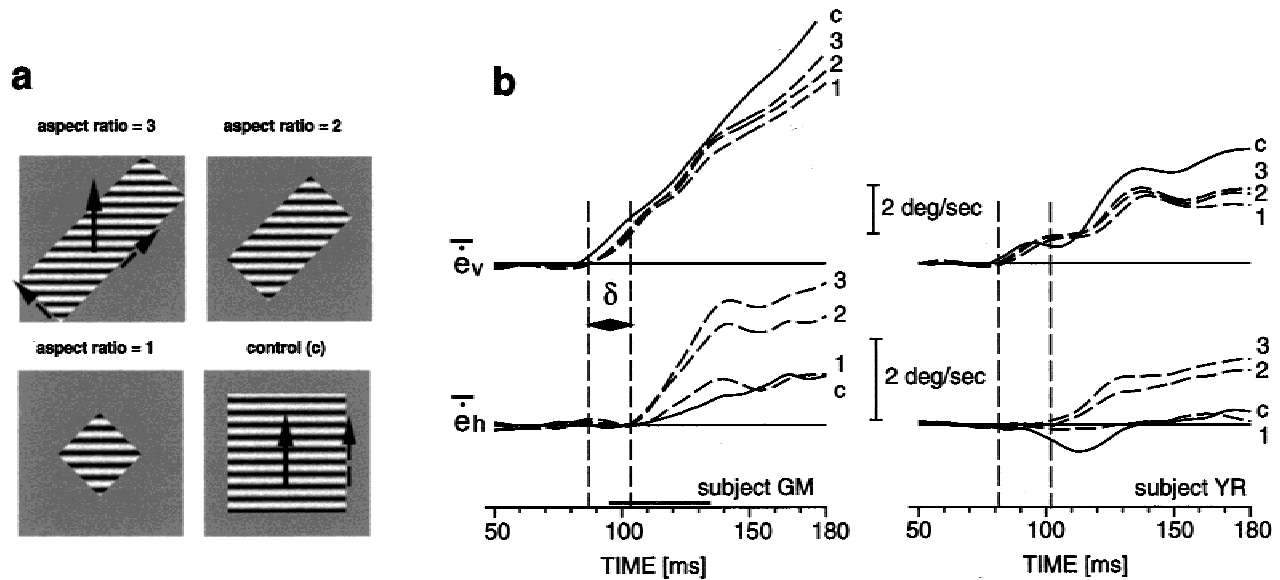 a
aspect ratio = 3
aspect ratio = 2
aspect ratio = 1
control (c)
b
c
3
2
1
ėv
δ
3
2
1
c
ėh
subject GM
50
100
150
180
TIME [ms]
2 deg/sec
2 deg/sec
c
3
2
1
3
2
c
1
subject YR
50
100
150
180
TIME [ms]